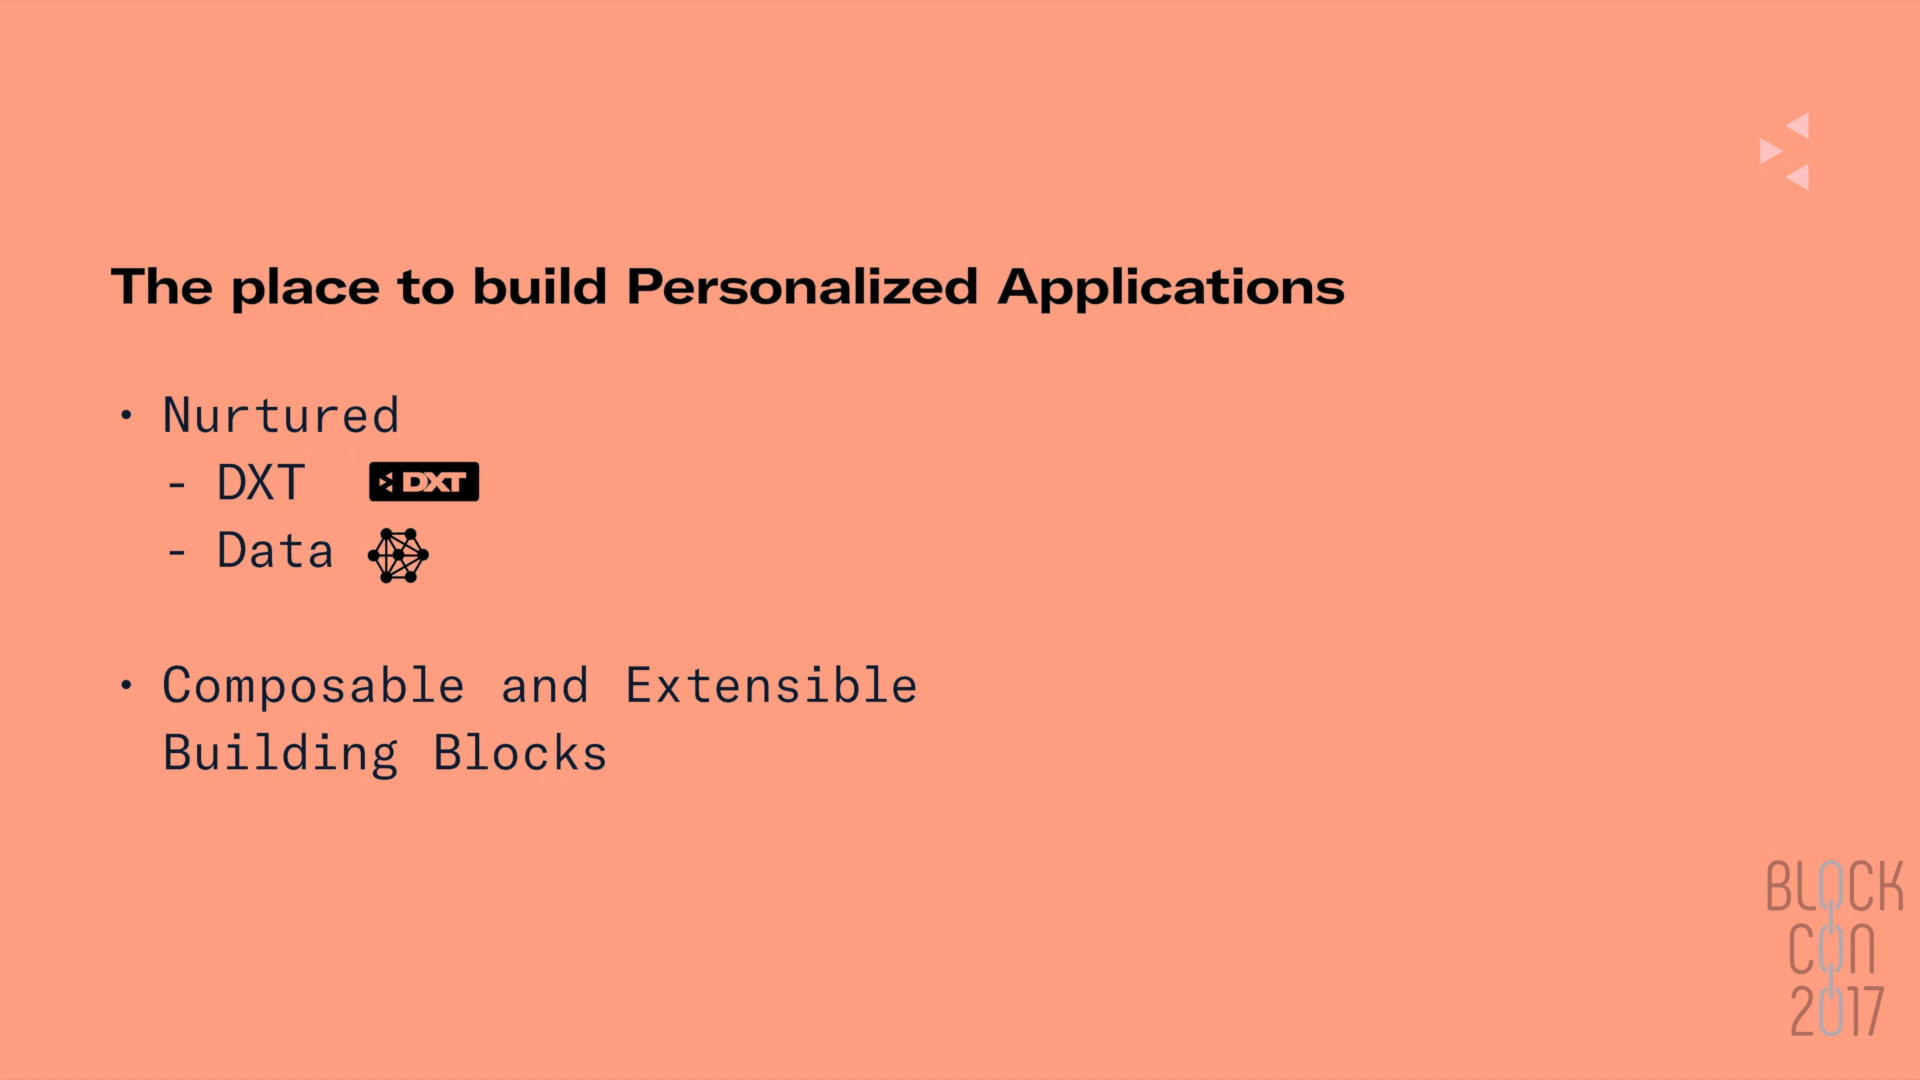 The place to build Personalized Applications
• Nurtured
- DXT
DXT
- Data
• Composable and Extensible
Building Blocks
BLOCK
CON
2017